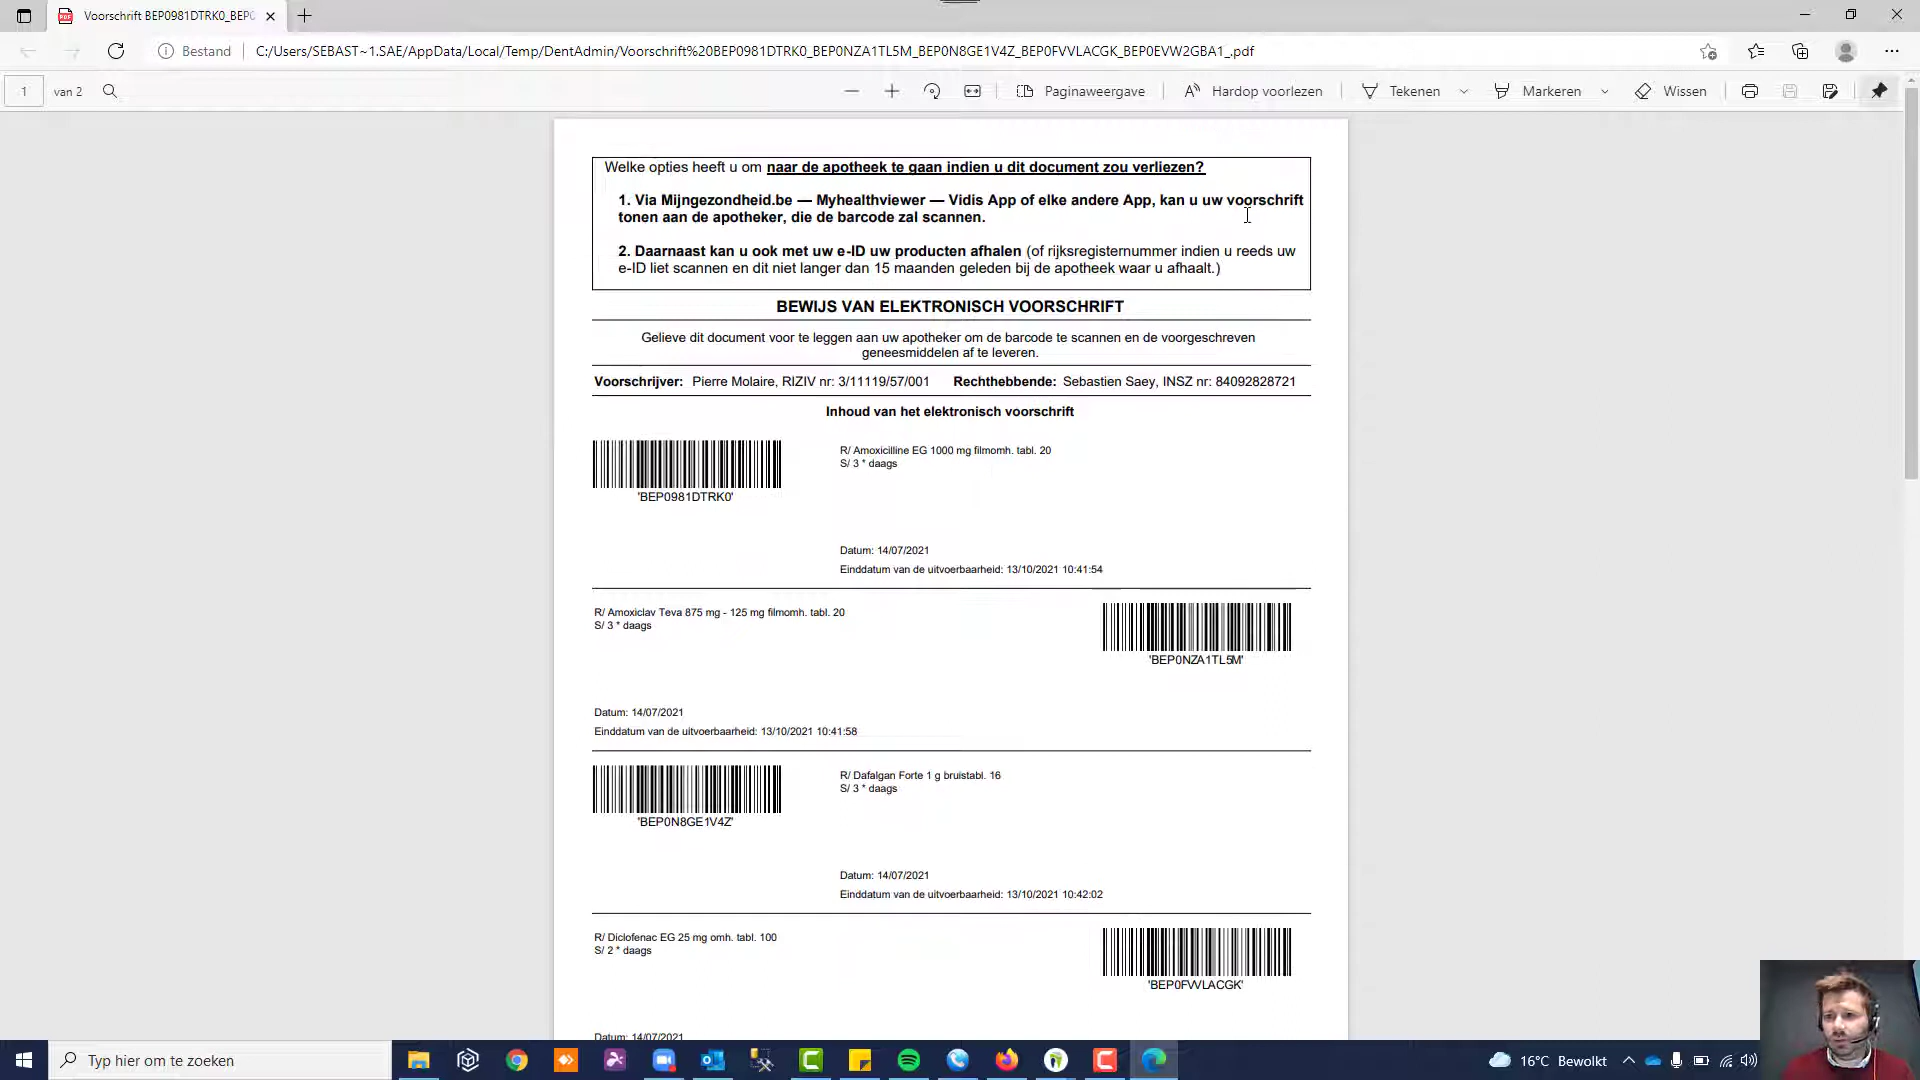 Voorschrift BEP0981DTRK0_BEP0
Bestand
C:/Users/SEBAST~1.SAE/AppData/Local/Temp/DentAdmin/Voorschrift%20BEP0981DTRK0_BEP0NZA1TL5M_BEP0N8GE1V4Z_BEP0FVVLACGK_BEP0EVW2GBA1_.pdf
1 van 2
Paginaweergave
Hardop voorlezen
Tekenen
Markeren
Wissen
Welke opties heeft u om naar de apotheek te gaan indien u dit document zou verliezen?
1. Via Mijngezondheid.be — Myhealthviewer — Vidis App of elke andere App, kan u uw voorschrift
tonen aan de apotheker, die de barcode zal scannen.
2. Daarnaast kan u ook met uw e-ID uw producten afhalen (of rijksregisternummer indien u reeds uw
e-ID liet scannen en dit niet langer dan 15 maanden geleden bij de apotheek waar u afhaalt.)
BEWIJS VAN ELEKTRONISCH VOORSCHRIFT
Gelieve dit document voor te leggen aan uw apotheker om de barcode te scannen en de voorgeschreven
geneesmiddelen af te leveren.
Voorschrijver: Pierre Molaire, RIZIV nr: 3/11119/57/001 Rechthebbende: Sebastien Saey, INSZ nr: 84092828721
Inhoud van het elektronisch voorschrift
R/ Amoxicilline EG 1000 mg filmomh. tabl. 20
S/ 3 * daags
'BEP0981DTRK0'
Datum: 14/07/2021
Einddatum van de uitvoerbaarheid: 13/10/2021 10:41:54
R/ Amoxiclav Teva 875 mg - 125 mg filmomh. tabl. 20
S/ 3 * daags
'BEP0NZA1TL5M'
Datum: 14/07/2021
Einddatum van de uitvoerbaarheid: 13/10/2021 10:41:58
R/ Dafalgan Forte 1 g bruistabl. 16
S/ 3 * daags
'BEP0N8GE1V4Z'
Datum: 14/07/2021
Einddatum van de uitvoerbaarheid: 13/10/2021 10:42:02
R/ Diclofenac EG 25 mg omh. tabl. 100
S/ 2 * daags
'BEP0FVVLACGK'
Datum: 14/07/2021
Typ hier om te zoeken
16°C Bewolkt